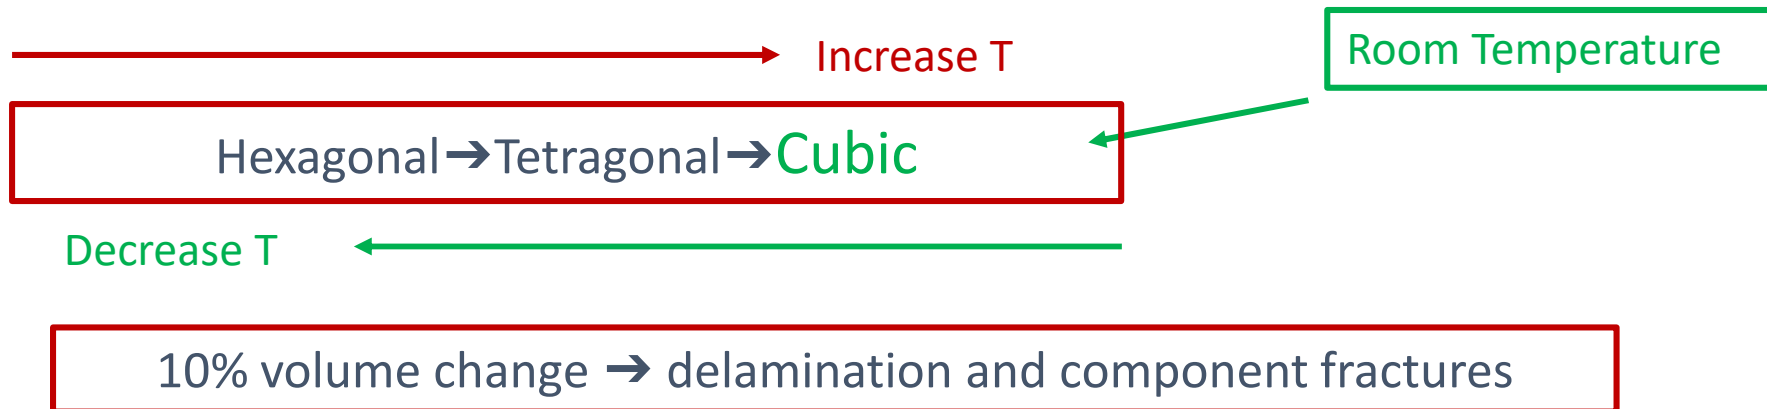 Increase T
Room Temperature
Hexagonal➔Tetragonal➔Cubic
Decrease T
10% volume change ➔ delamination and component fractures